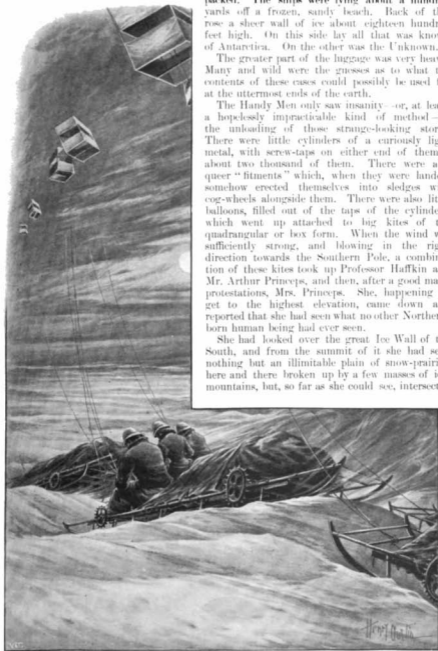 packed. The ships were lying about a hund
yards off a frozen, sandy beach. Back of th
rose a sheer wall of ice about eighteen hund
feet high. On this side lay all that was know
of Antarctica. On the other was the Unknown.
The greater part of the luggage was very heav
Many and wild were the guesses as to what t
contents of these cases could possibly be used f
at the uttermost ends of the earth.
The Handy Men only saw insanity—or, at lea
a hopelessly impracticable kind of method—
the unloading of those strange-looking stor
There were little cylinders of a curiously lig
metal, with screw-taps on either end of them
about two thousand of them. There were a
queer "fitments" which, when they were lande
somehow erected themselves into sledges w
cog-wheels alongside them. There were also litt
balloons, filled out of the taps of the cylinde
which went up attached to big kites of t
quadrangular or box form. When the wind w
sufficiently strong, and blowing in the rig
direction towards the Southern Pole, a combin
tion of these kites took up Professor Haffkin a
Mr. Arthur Princeps, and then, after a good ma
protestations, Mrs. Princeps. She, happening
get to the highest elevation, came down a
reported that she had seen what no other Norther
born human being had ever seen.
She had looked over the great Ice Wall of t
South, and from the summit of it she had se
nothing but an illimitable plain of snow-prairi
here and there broken up by a few masses of i
mountains, but, so far as she could see, intersect